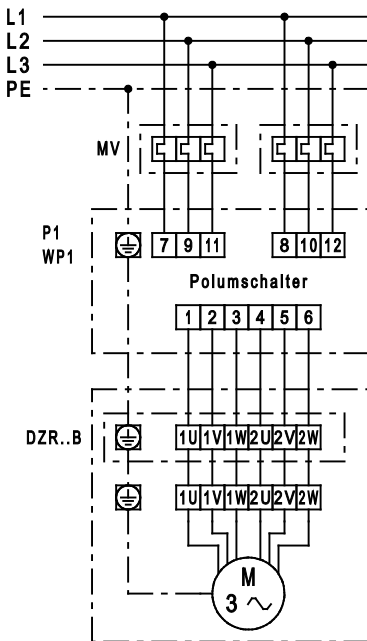 L1
L2
L3
PE
MV
P1
WP1
7 9 11 8 10 12
Polumschalter
1 2 3 4 5 6
DZR..B
1U 1V 1W 2U 2V 2W
1U 1V 1W 2U 2V 2W
M
3